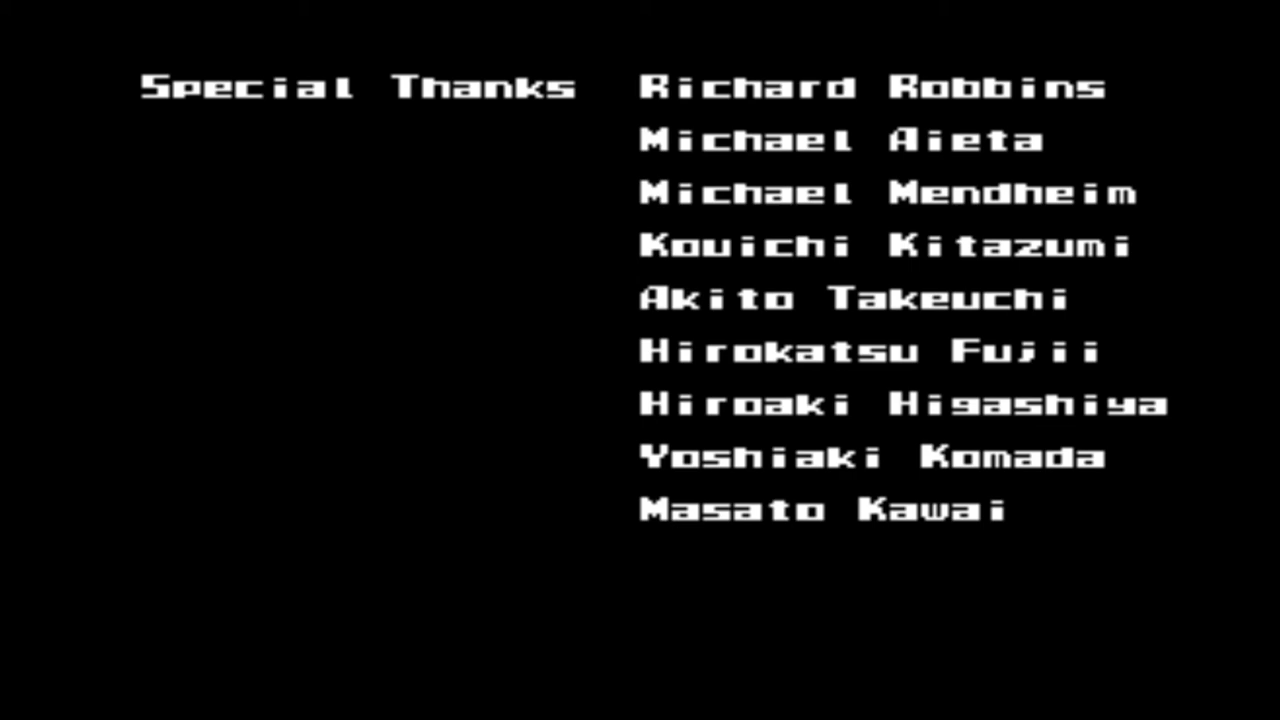 Special Thanks Richard Robbins
Michael Aieta
Michael Mendheim
Kouichi Kitazumi
Akito Takeuchi
Hirokatsu Fujii
Hiroaki Higashiya
Yoshiaki Komada
Masato Kawai